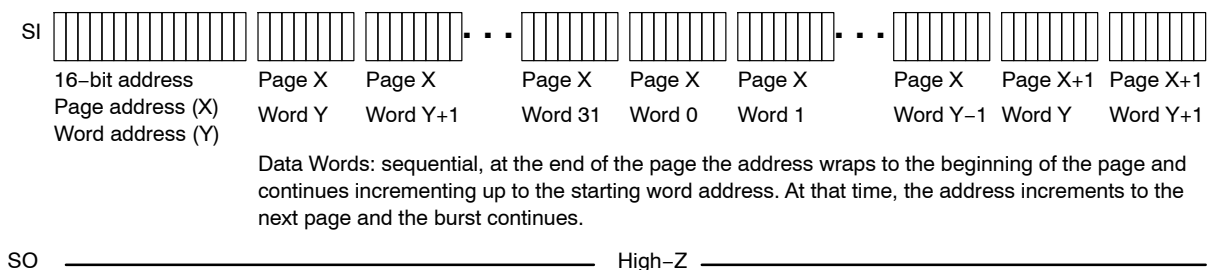 SI
16−bit address
Page address (X)
Word address (Y)
Page X
Word Y
Page X
Word Y+1
Page X
Word 31
Page X
Word 0
Page X
Word 1
Page X
Word Y−1
Page X+1
Word Y
Page X+1
Word Y+1
Data Words: sequential, at the end of the page the address wraps to the beginning of the page and
continues incrementing up to the starting word address. At that time, the address increments to the
next page and the burst continues.
SO
High−Z